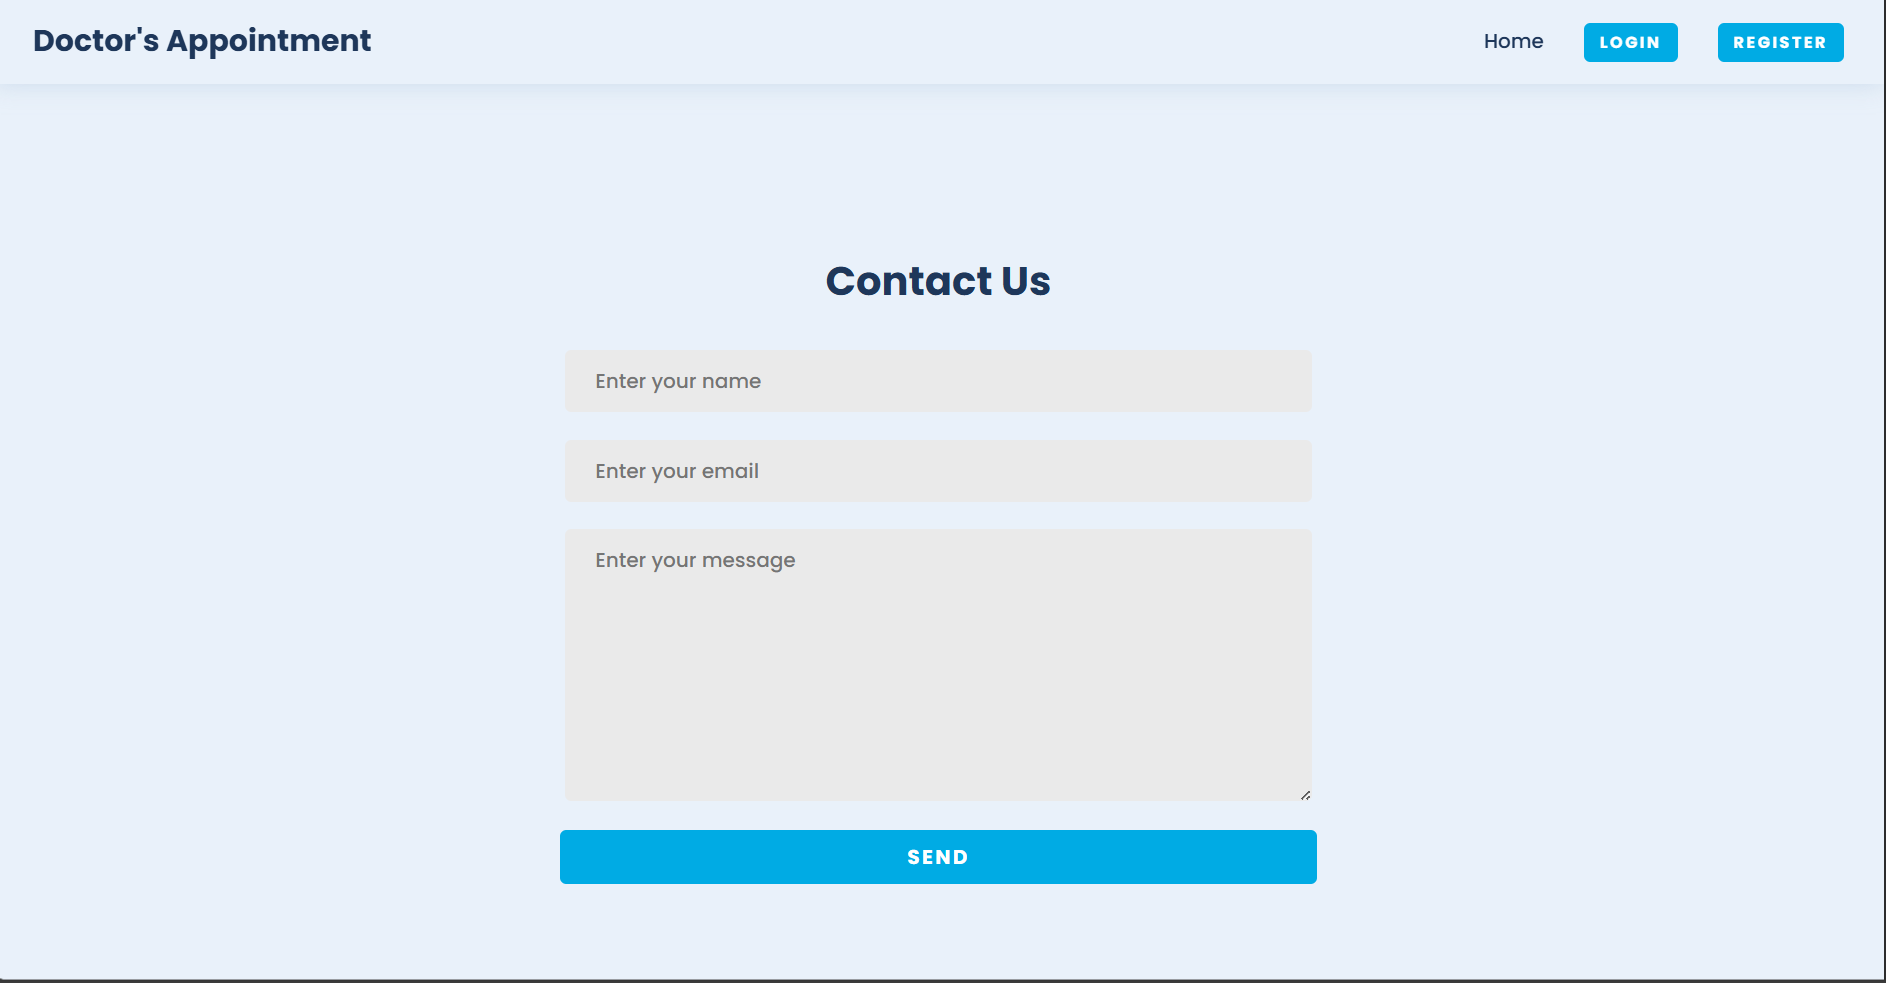 Doctor's Appointment
Home
LOGIN
REGISTER
Contact Us
Enter your name
Enter your email
Enter your message
SEND